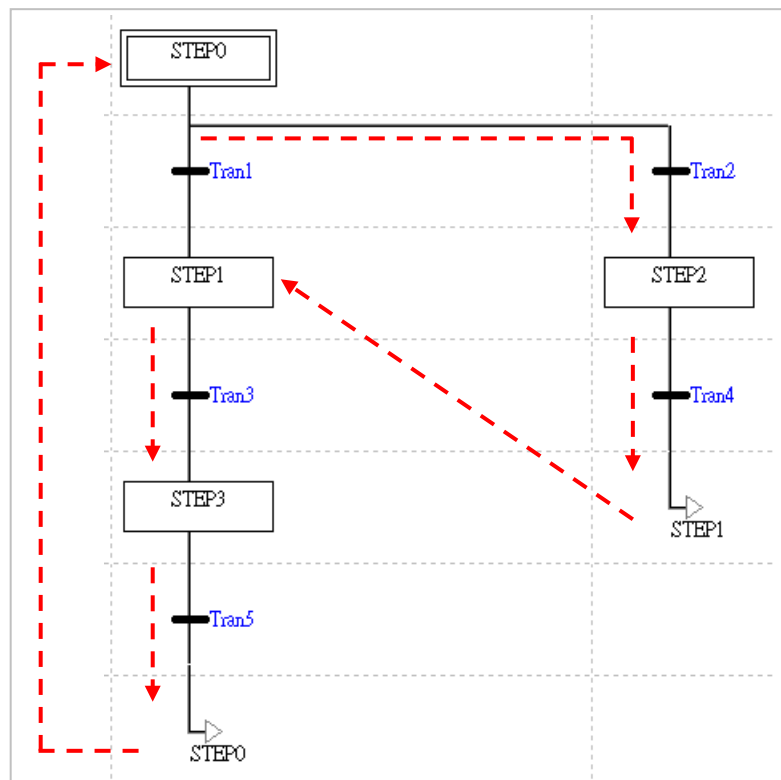 STEP0
Tran1
Tran2
STEP1
STEP2
Tran3
Tran4
STEP3
STEP1
Tran5
STEP0